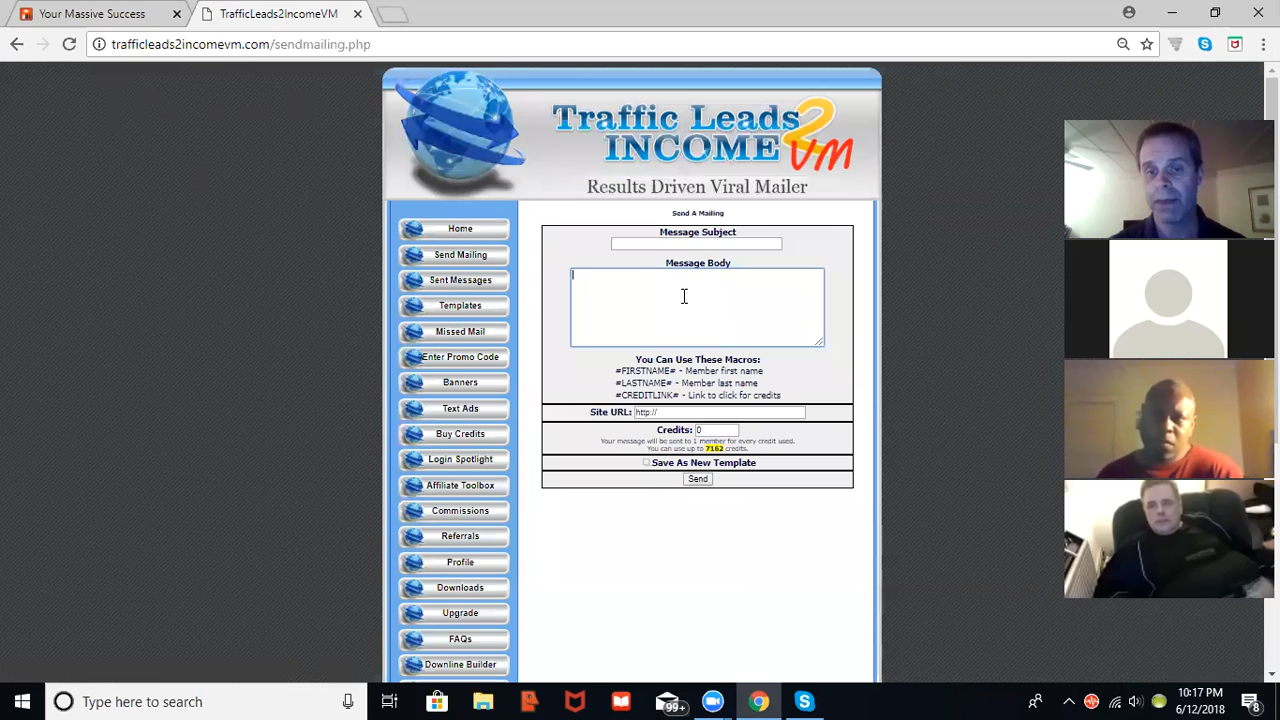 Your Massive Success
TrafficLeads2IncomeVM
trafficleads2incomevm.com/sendmailing.php
Traffic Leads 2
INCOME VM
Results Driven Viral Mailer
Home
Send Mailing
Sent Messages
Templates
Missed Mail
Enter Promo Code
Banners
Text Ads
Buy Credits
Login Spotlight
Affiliate Toolbox
Commissions
Referrals
Profile
Downloads
Upgrade
FAQs
Downline Builder
Send A Mailing
Message Subject
Message Body
You Can Use These Macros:
#FIRSTNAME# - Member first name
#LASTNAME# - Member last name
#CREDITLINK# - Link to click for credits
Site URL: http://
Credits: 0
Your message will be sent to 1 member for every credit used.
You can use up to 7162 credits.
Save As New Template
Send
Type here to search
99+
10:17 PM
6/12/2018
8